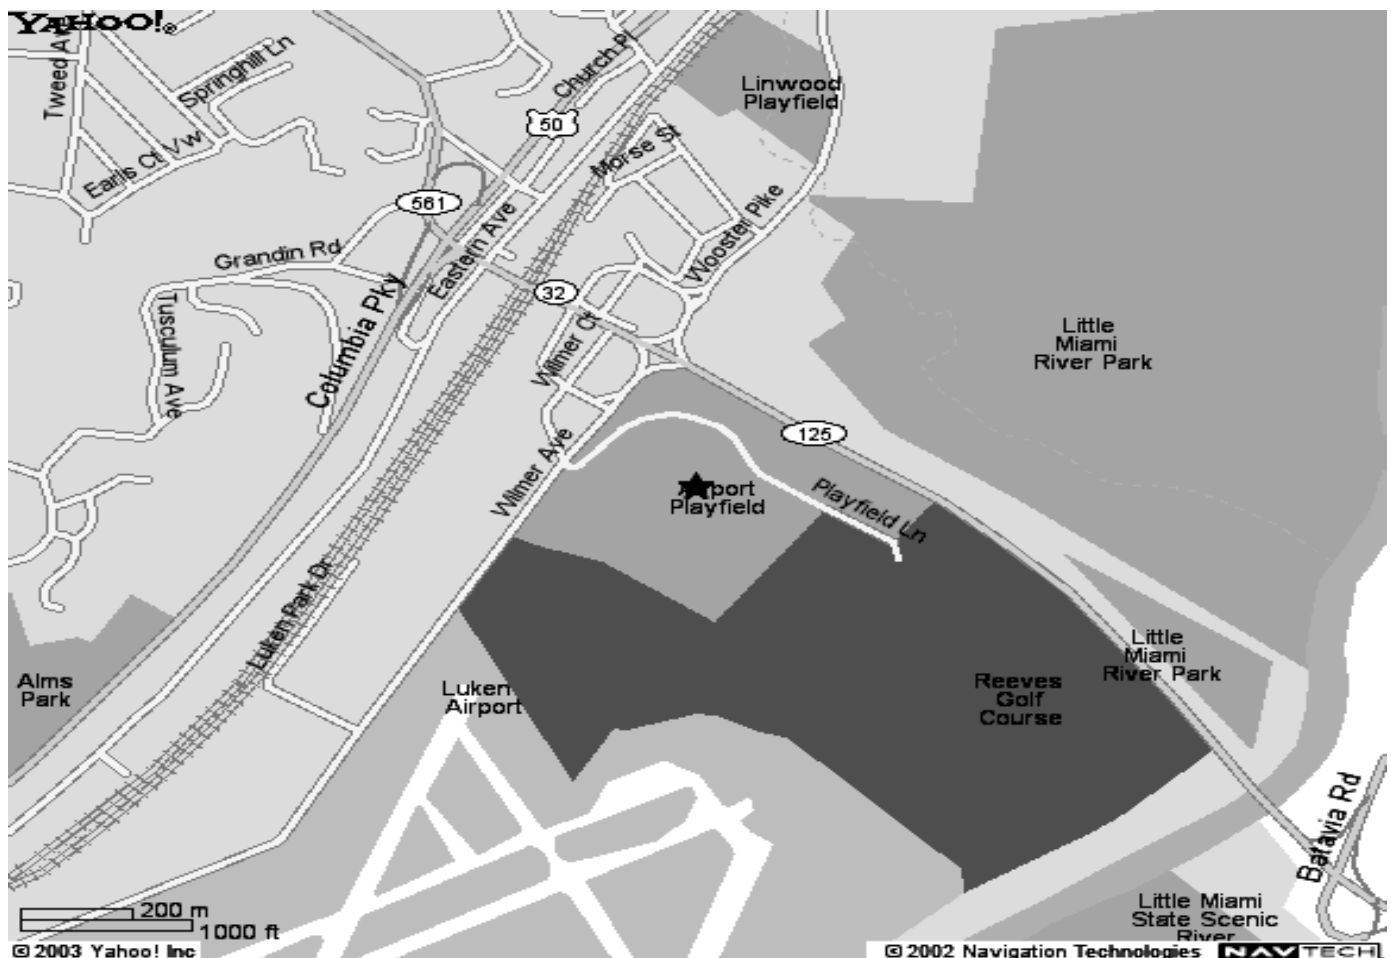 YAHOO!®
Tweed Av
Springhill Ln
Church Pl
Linwood
Playfield
50
Morse St
Earls Ct Vw
561
Wooster Pike
Eastern Ave
Grandin Rd
32
Columbia Pky
Tusculum Ave
Wilmer Ct
Little
Miami
River Park
125
Wilmer Ave
Airport
Playfield
Playfield Ln
Luken Park Dr
Alms
Park
Luken
Airport
Reeves
Golf
Course
Little
Miami
River Park
Batavia Rd
Little Miami
State Scenic
River
200 m
1000 ft
© 2003 Yahoo! Inc
© 2002 Navigation Technologies NAVTECH